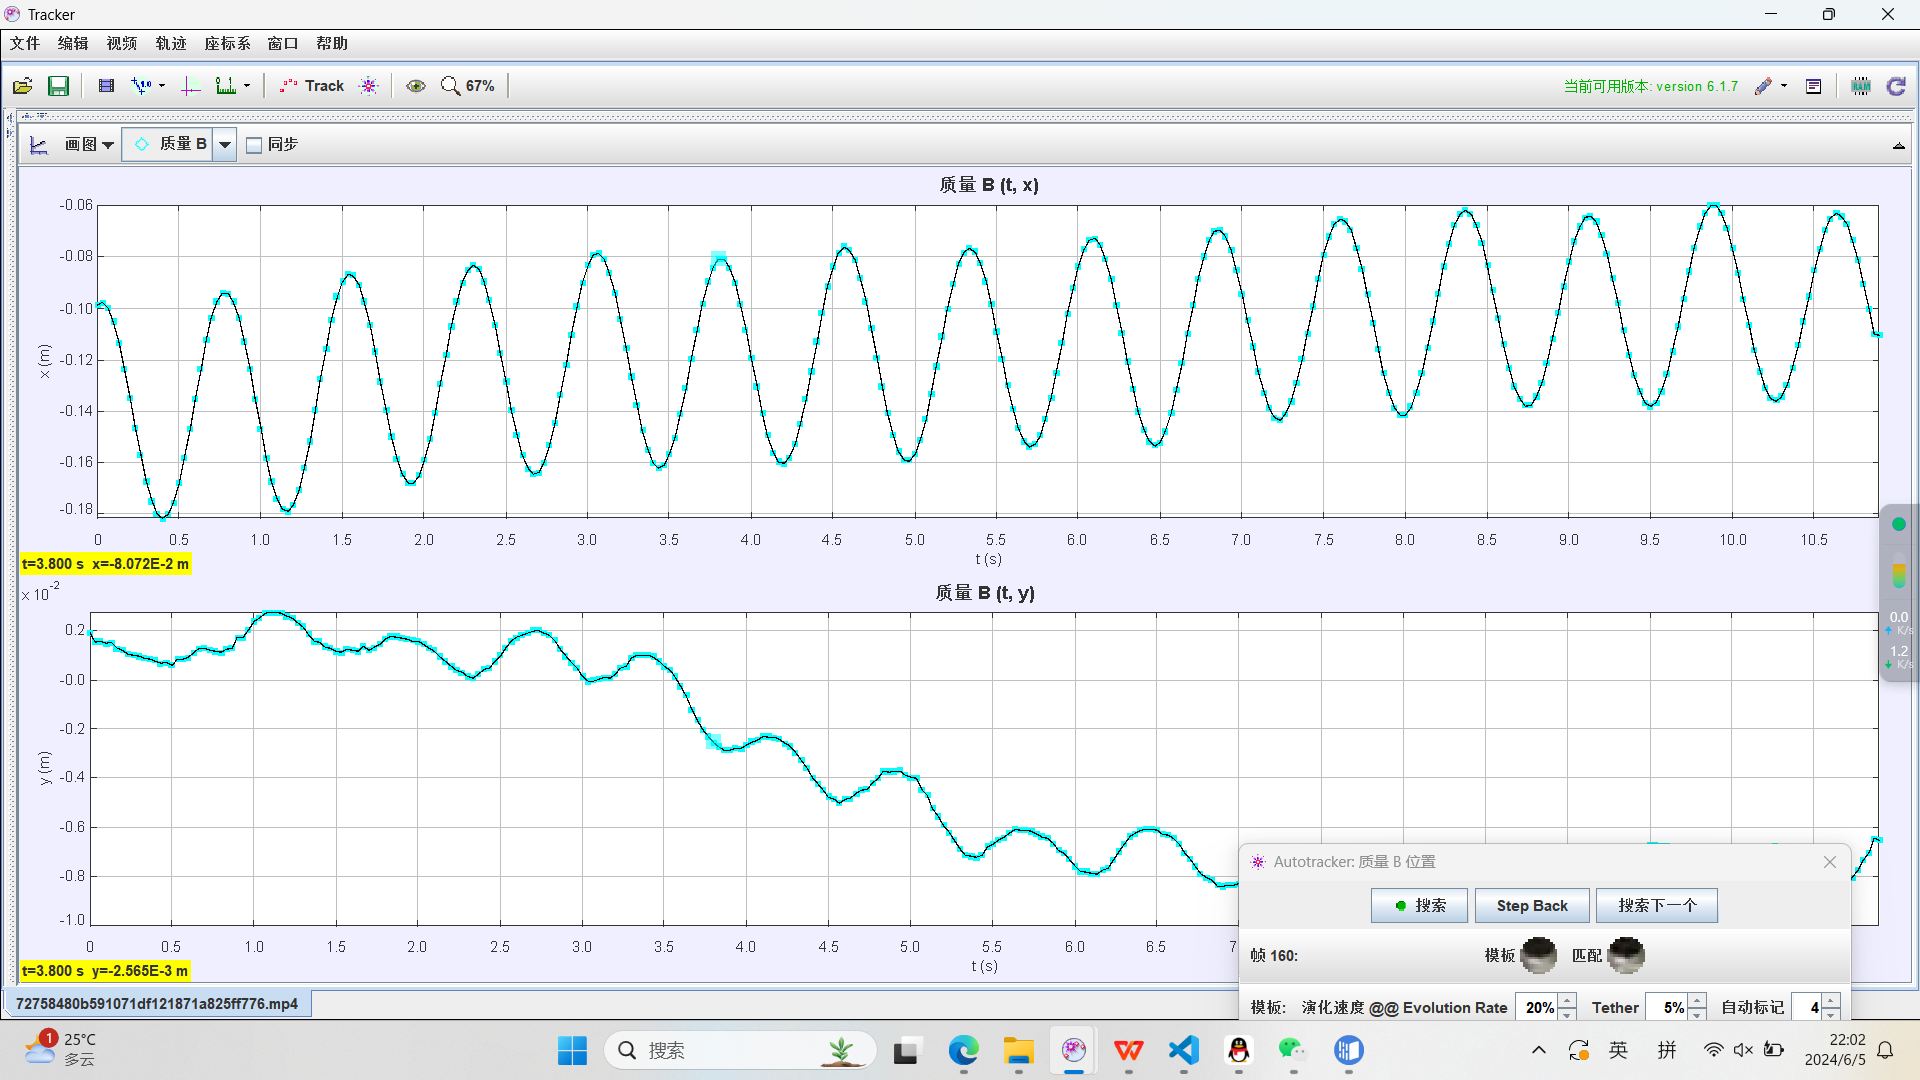 Tracker
文件 编辑 视频 轨迹 座标系 窗口 帮助
Track 67% 当前可用版本: version 6.1.7
画图 质量 B 同步
质量 B (t, x)
-0.06
-0.08
-0.10
-0.12
-0.14
-0.16
-0.18
x (m)
0 0.5 1.0 1.5 2.0 2.5 3.0 3.5 4.0 4.5 5.0 5.5 6.0 6.5 7.0 7.5 8.0 8.5 9.0 9.5 10.0 10.5
t (s)
t=3.800 s x=-8.072E-2 m
x 10-2
质量 B (t, y)
0.2
-0.0
-0.2
-0.4
-0.6
-0.8
-1.0
y (m)
0 0.5 1.0 1.5 2.0 2.5 3.0 3.5 4.0 4.5 5.0 5.5 6.0 6.5 7
t (s)
t=3.800 s y=-2.565E-3 m
0.0
K/s
1.2
K/s
Autotracker: 质量 B 位置
搜索 Step Back 搜索下一个
帧 160: 模板 匹配
模板: 演化速度 @@ Evolution Rate 20% Tether 5% 自动标记 4
72758480b591071df121871a825ff776.mp4
1
25°C
多云
搜索
英 拼
22:02
2024/6/5